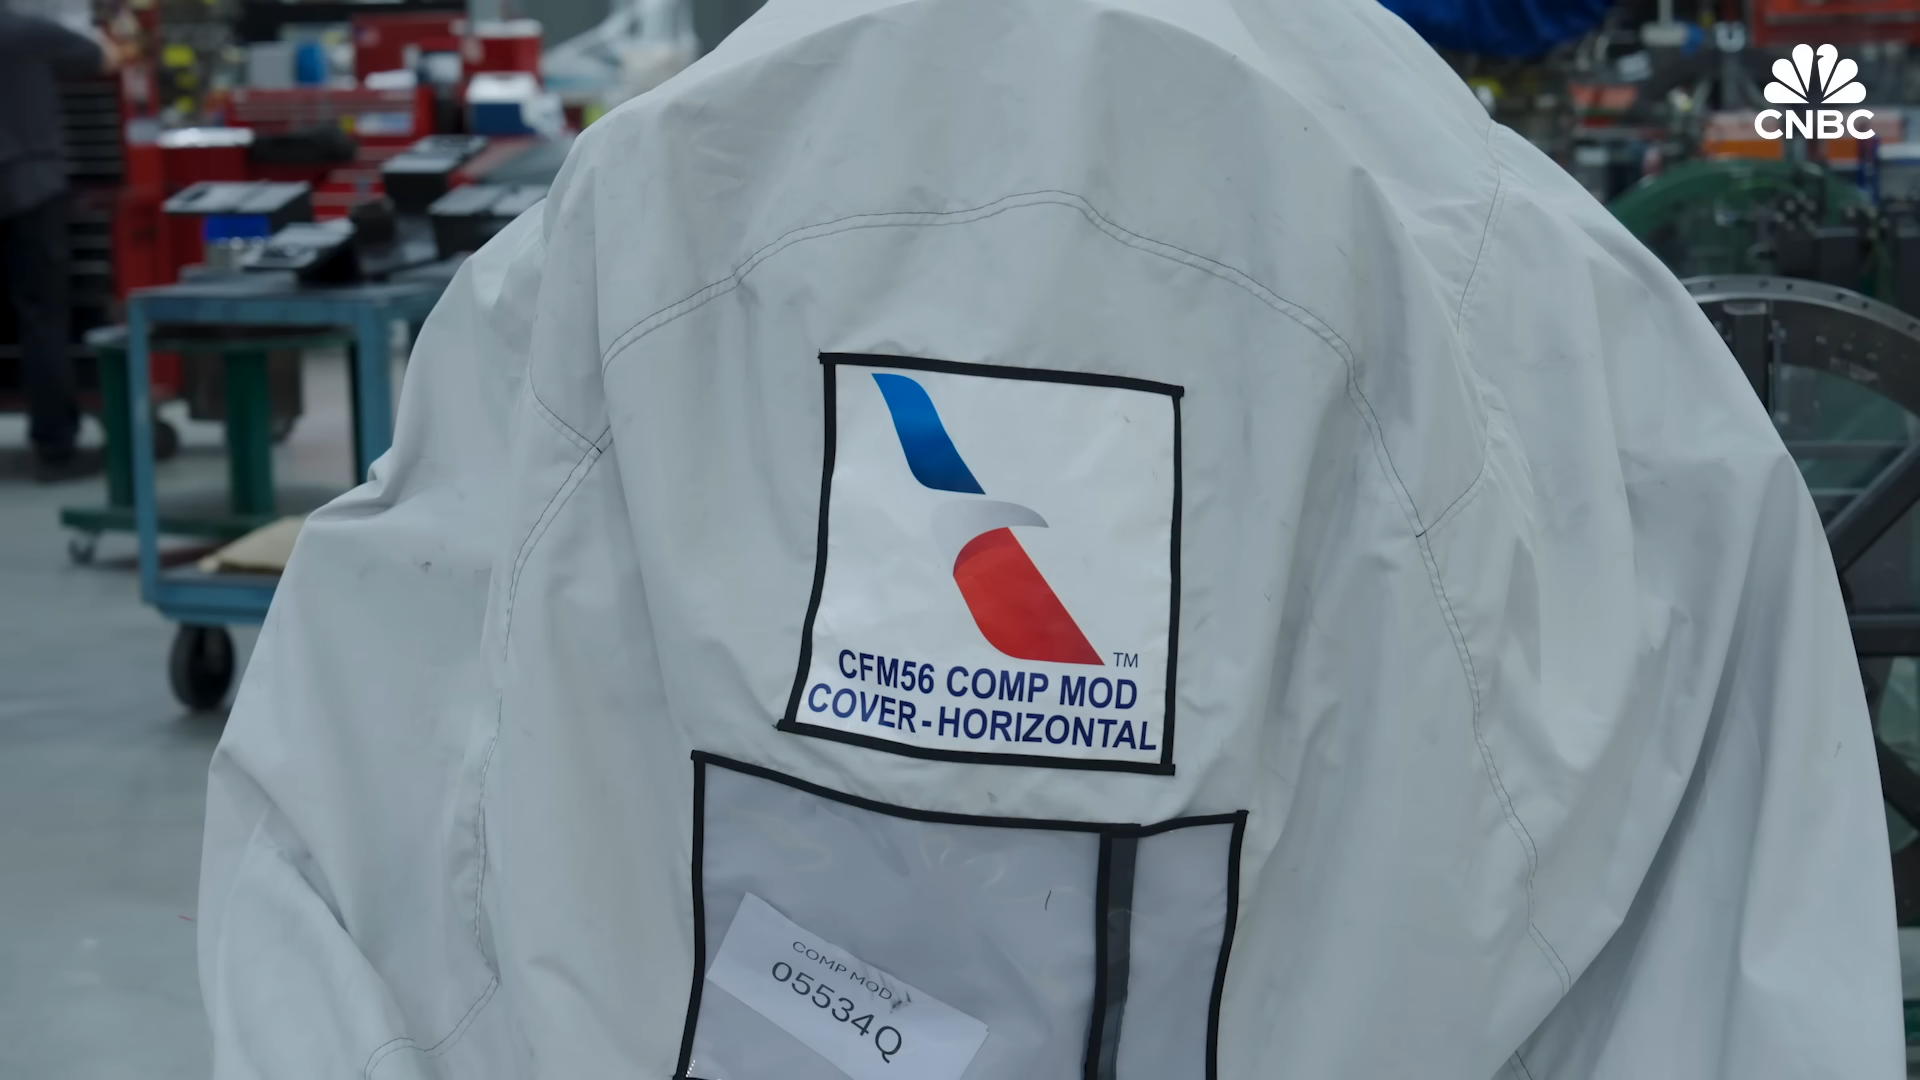 CNBC
TM
CFM56 COMP MOD
COVER-HORIZONTAL
COMP MOD
05534Q